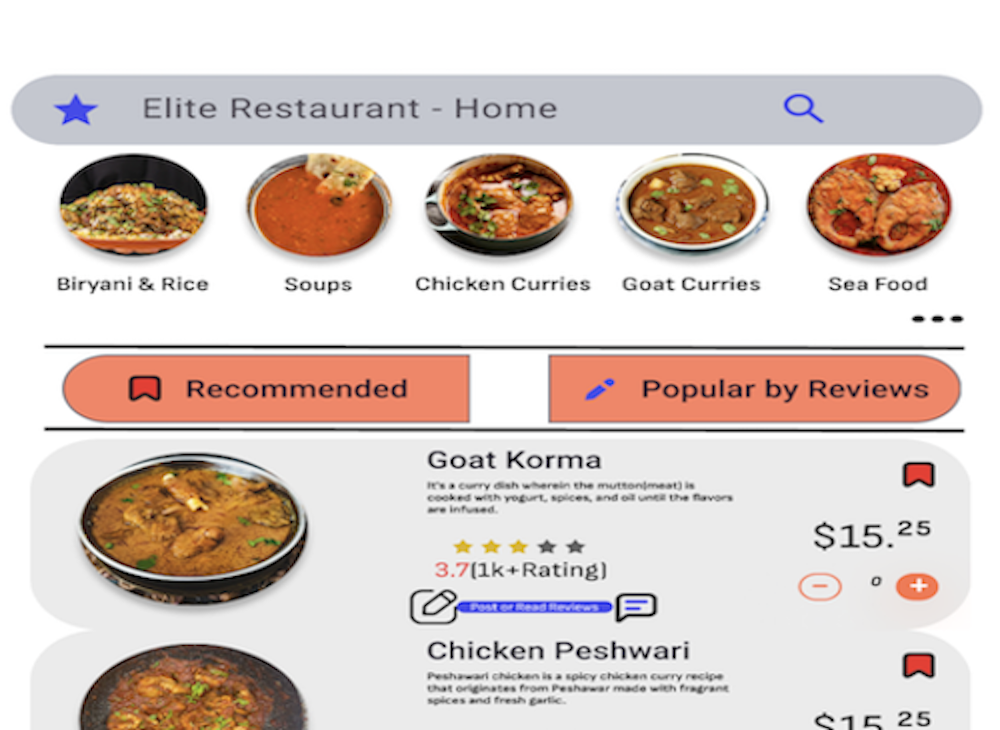 Elite Restaurant - Home
Biryani & Rice
Soups
Chicken Curries
Goat Curries
Sea Food
Recommended
Popular by Reviews
Goat Korma
It's a curry dish wherein the mutton(meat) is
cooked with yogurt, spices, and oil until the flavors
are infused.
$15.25
3.7(1k+Rating)
0
Post or Read Reviews
Chicken Peshwari
Peshawari chicken is a spicy chicken curry recipe
that originates from Peshawar made with fragrant
spices and fresh garlic.
$15.25